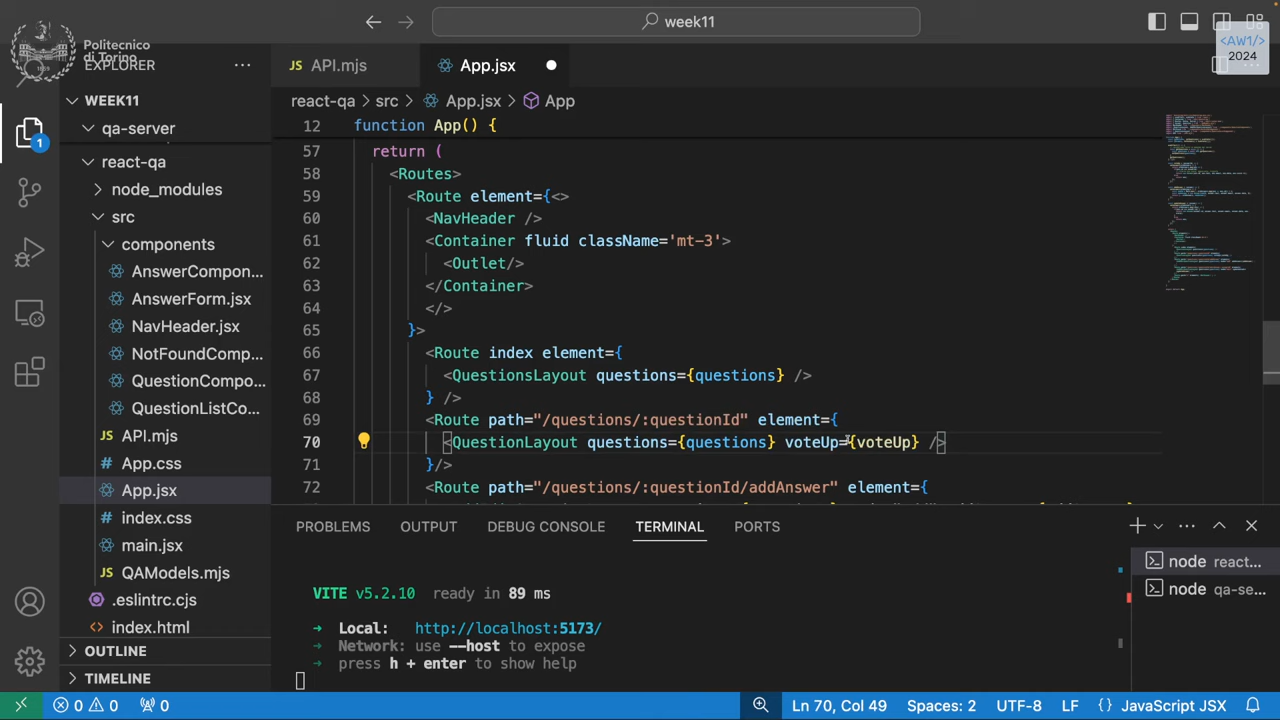 week11
Politecnico
di Torino
<AW1/>
2024
EXPLORER
WEEK11
qa-server
react-qa
node_modules
src
components
AnswerCompon...
AnswerForm.jsx
NavHeader.jsx
NotFoundComp...
QuestionCompo...
QuestionListCo...
API.mjs
App.css
App.jsx
index.css
main.jsx
QAModels.mjs
.eslintrc.cjs
index.html
OUTLINE
TIMELINE
JS API.mjs
App.jsx
react-qa > src > App.jsx > App
12 function App() {
57 return (
58 <Routes>
59 <Route element={<>
60 <NavHeader />
61 <Container fluid className='mt-3'>
62 <Outlet/>
63 </Container>
64 </>
65 }>
66 <Route index element={
67 <QuestionsLayout questions={questions} />
68 } />
69 <Route path="/questions/:questionId" element={
70 <QuestionLayout questions={questions} voteUp={voteUp} />
71 }/>
72 <Route path="/questions/:questionId/addAnswer" element={
PROBLEMS OUTPUT DEBUG CONSOLE TERMINAL PORTS
VITE v5.2.10 ready in 89 ms
➜ Local: http://localhost:5173/
➜ Network: use --host to expose
➜ press h + enter to show help
node react...
node qa-se...
0 0 0 Ln 70, Col 49 Spaces: 2 UTF-8 LF {} JavaScript JSX